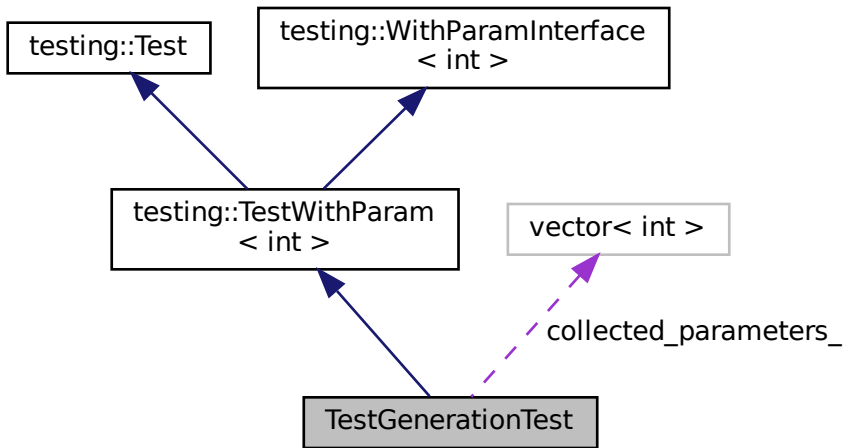 testing::Test
testing::WithParamInterface
< int >
testing::TestWithParam
< int >
vector< int >
collected_parameters_
TestGenerationTest